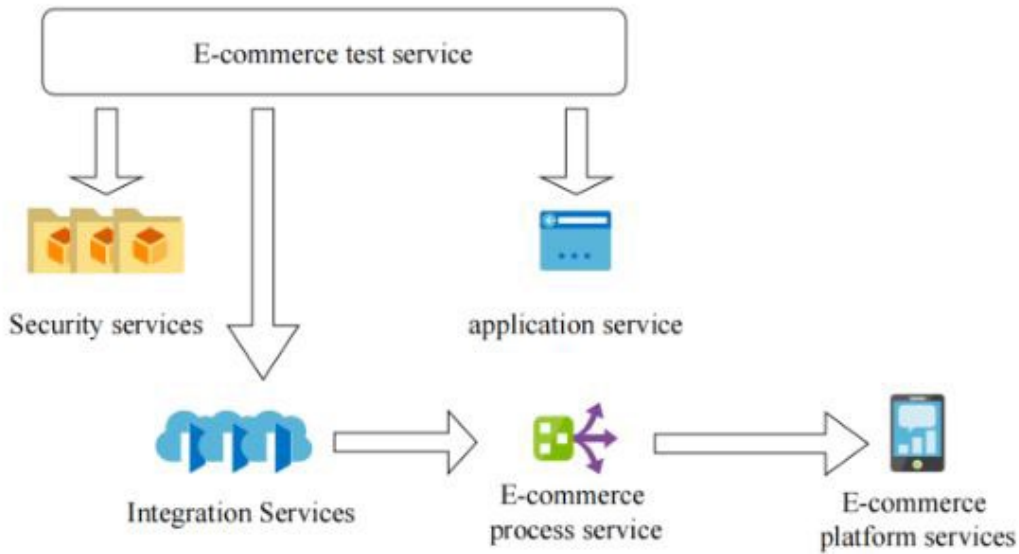 E-commerce test service
Security services
application service
Integration Services
E-commerce
process service
E-commerce
platform services